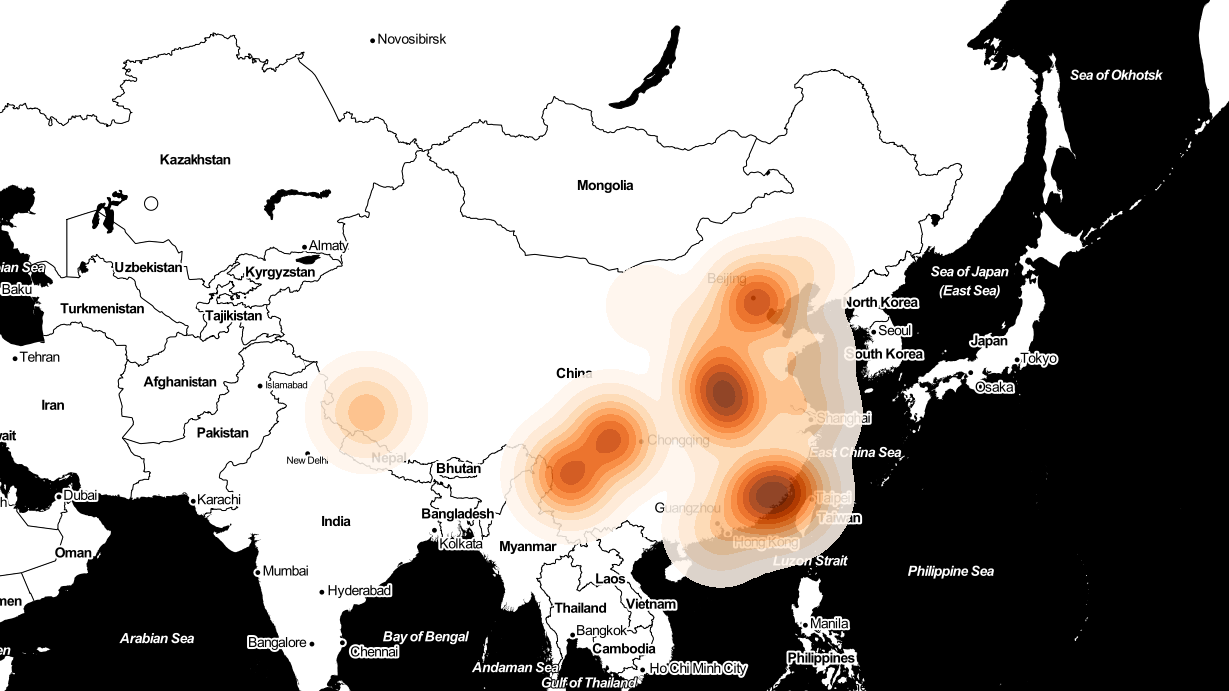 Novosibirsk
Sea of Okhotsk
Kazakhstan
Mongolia
Almaty
ian Sea
Uzbekistan
Kyrgyzstan
Beijing
Sea of Japan
(East Sea)
Baku
Turkmenistan
Tajikistan
North Korea
Seoul
Japan
Tehran
South Korea
Tokyo
China
Afghanistan
Islamabad
Osaka
Iran
Pakistan
Shanghai
wait
Chongqing
East China Sea
New Delhi
Nepal
Bhutan
Dubai
Karachi
Taipei
Guangzhou
Bangladesh
Taiwan
India
Kolkata
Hong Kong
Oman
Myanmar
Luzon Strait
Mumbai
Philippine Sea
Laos
Hyderabad
men
Thailand
Vietnam
Manila
Arabian Sea
Bay of Bengal
Bangkok
Bangalore
Chennai
Cambodia
Philippines
Andaman Sea
Ho Chi Minh City
Gulf of Thailand